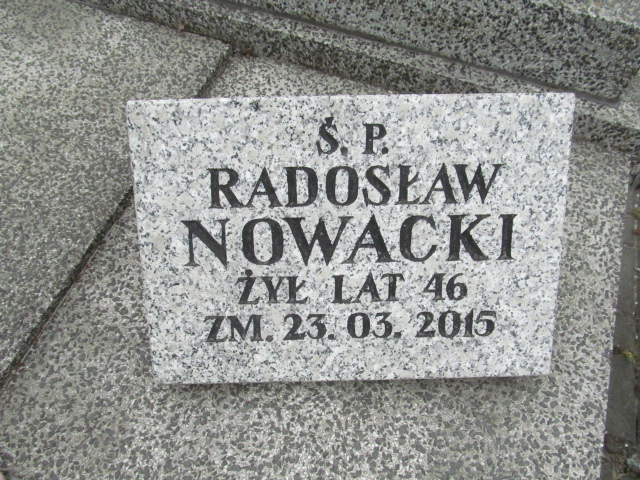 Ś. P.
RADOSŁAW
NOWACKI
ŻYŁ LAT 46
ZM. 23. 03. 2015